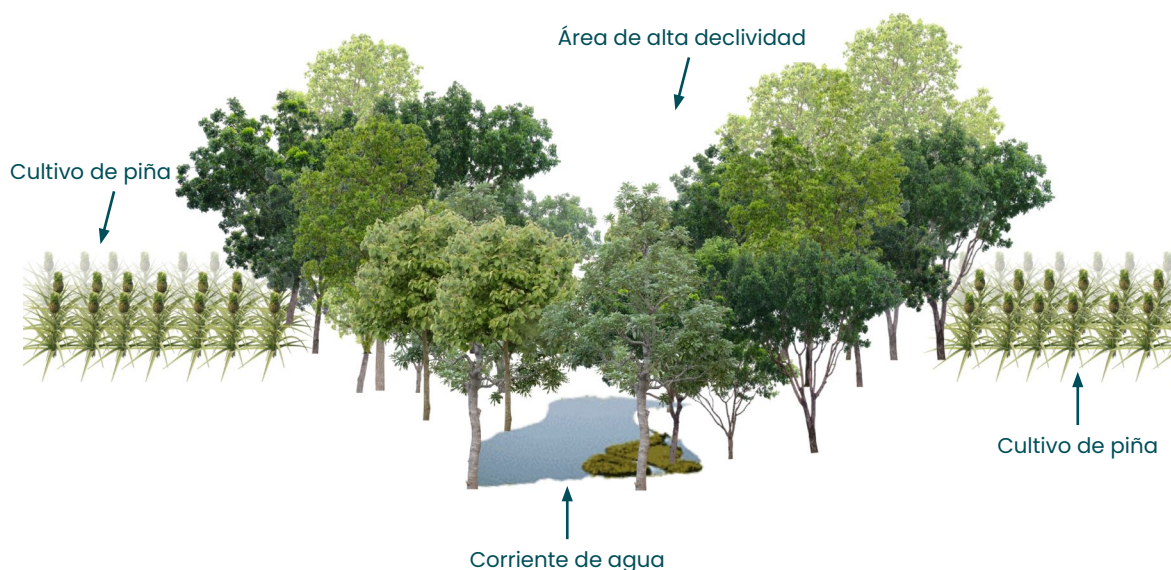 Área de alta declividad
Cultivo de piña
Cultivo de piña
Corriente de agua